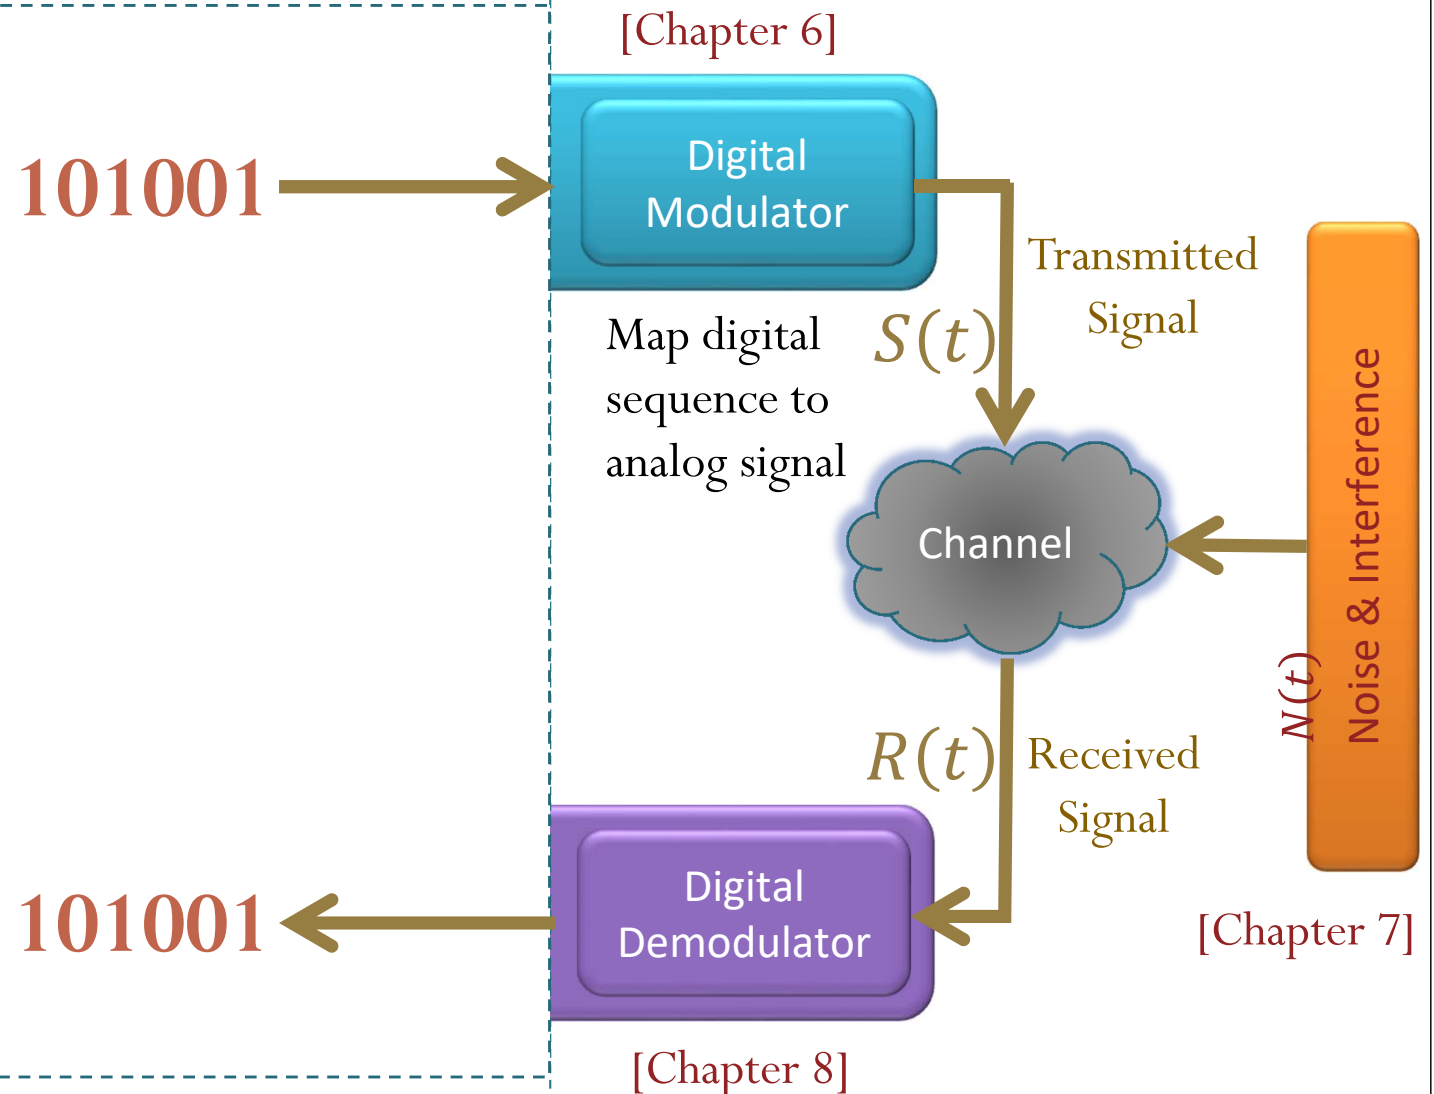 [Chapter 6]
101001
Digital
Modulator
Transmitted
Signal
S(t)
Map digital
sequence to
analog signal
Channel
Noise & Interference
N(t)
R(t)
Received
Signal
101001
Digital
Demodulator
[Chapter 7]
[Chapter 8]